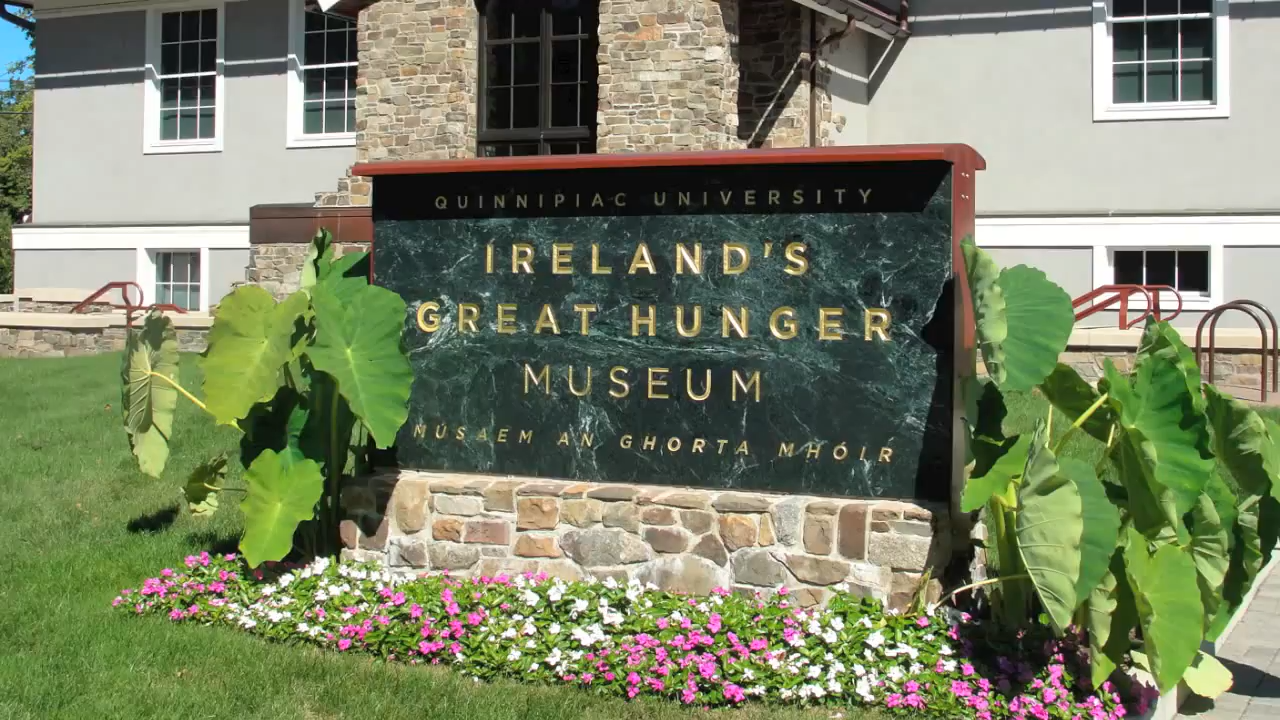 QUINNIPIAC UNIVERSITY
IRELAND'S
GREAT HUNGER
MUSEUM
MÚSAEM AN GHORTA MHÓIR